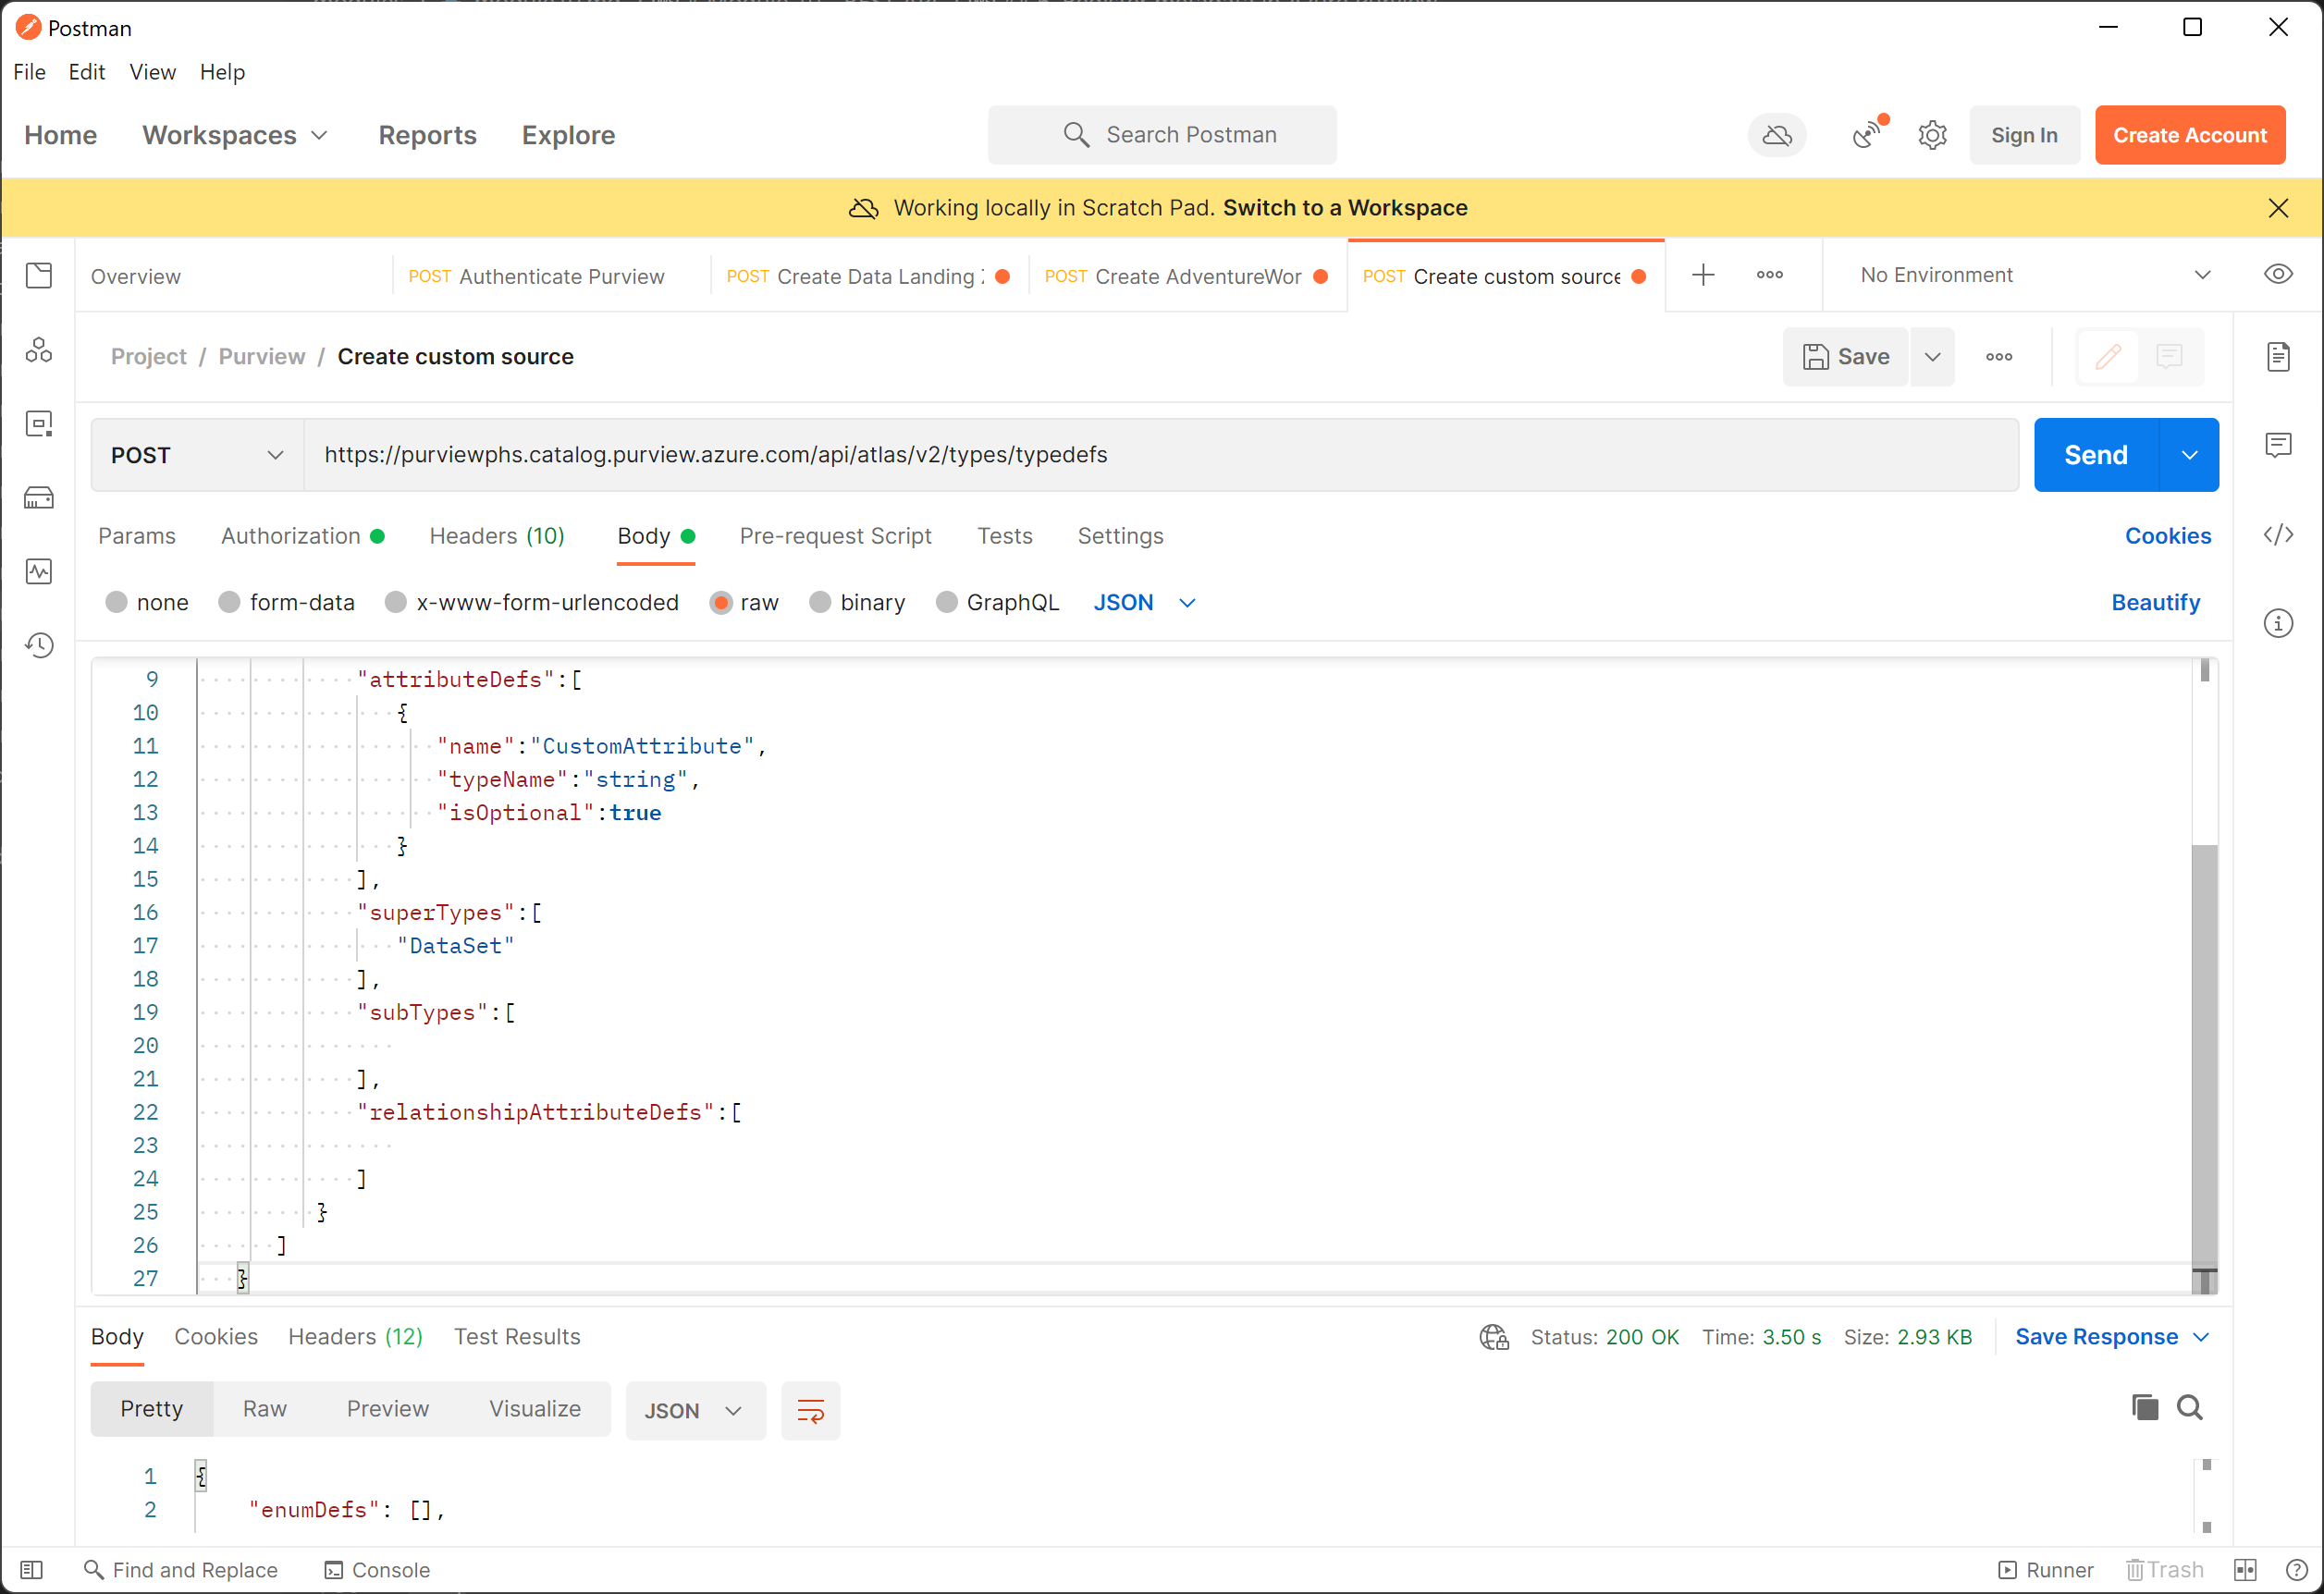 Postman
File Edit View Help
Home Workspaces Reports Explore Search Postman Sign In Create Account
Working locally in Scratch Pad. Switch to a Workspace
Overview POST Authenticate Purview POST Create Data Landing POST Create AdventureWor POST Create custom source No Environment
Project / Purview / Create custom source Save
POST https://purviewphs.catalog.purview.azure.com/api/atlas/v2/types/typedefs Send
Params Authorization Headers (10) Body Pre-request Script Tests Settings Cookies
none form-data x-www-form-urlencoded raw binary GraphQL JSON Beautify
9 "attributeDefs":[
10 {
11 "name":"CustomAttribute",
12 "typeName":"string",
13 "isOptional":true
14 }
15 ],
16 "superTypes":[
17 "DataSet"
18 ],
19 "subTypes":[
20
21 ],
22 "relationshipAttributeDefs":[
23
24 ]
25 }
26 ]
27 }
Body Cookies Headers (12) Test Results Status: 200 OK Time: 3.50 s Size: 2.93 KB Save Response
Pretty Raw Preview Visualize JSON
1 {
2 "enumDefs": [],
Find and Replace Console Runner Trash